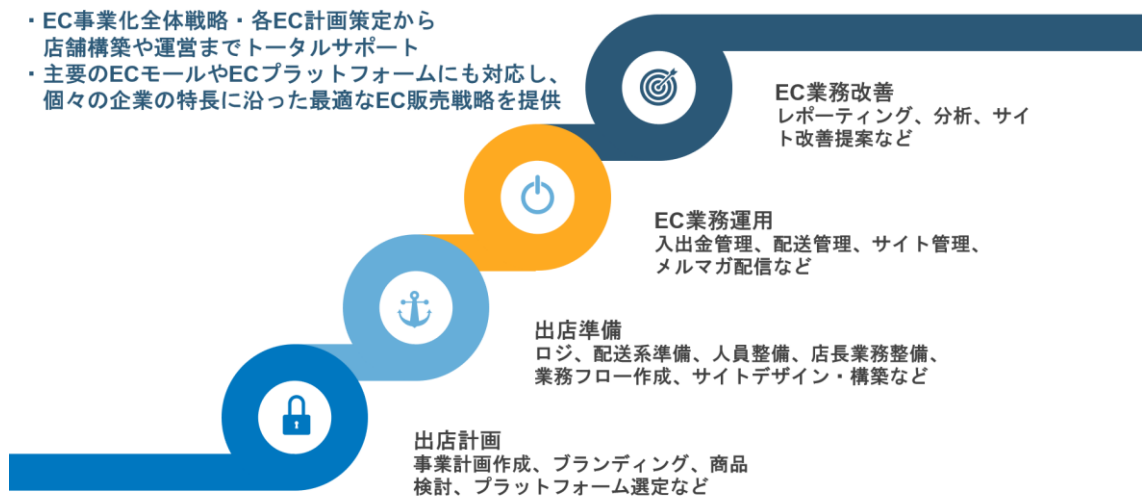 ・EC事業化全体戦略・各EC計画策定から
店舗構築や運営までトータルサポート
・主要のECモールやECプラットフォームにも対応し、
個々の企業の特長に沿った最適なEC販売戦略を提供
EC業務改善
レポーティング、分析、サイ
ト改善提案など
EC業務運用
入出金管理、配送管理、サイト管理、
メルマガ配信など
出店準備
ロジ、配送系準備、人員整備、店長業務整備、
業務フロー作成、サイトデザイン・構築など
出店計画
事業計画作成、ブランディング、商品
検討、プラットフォーム選定など